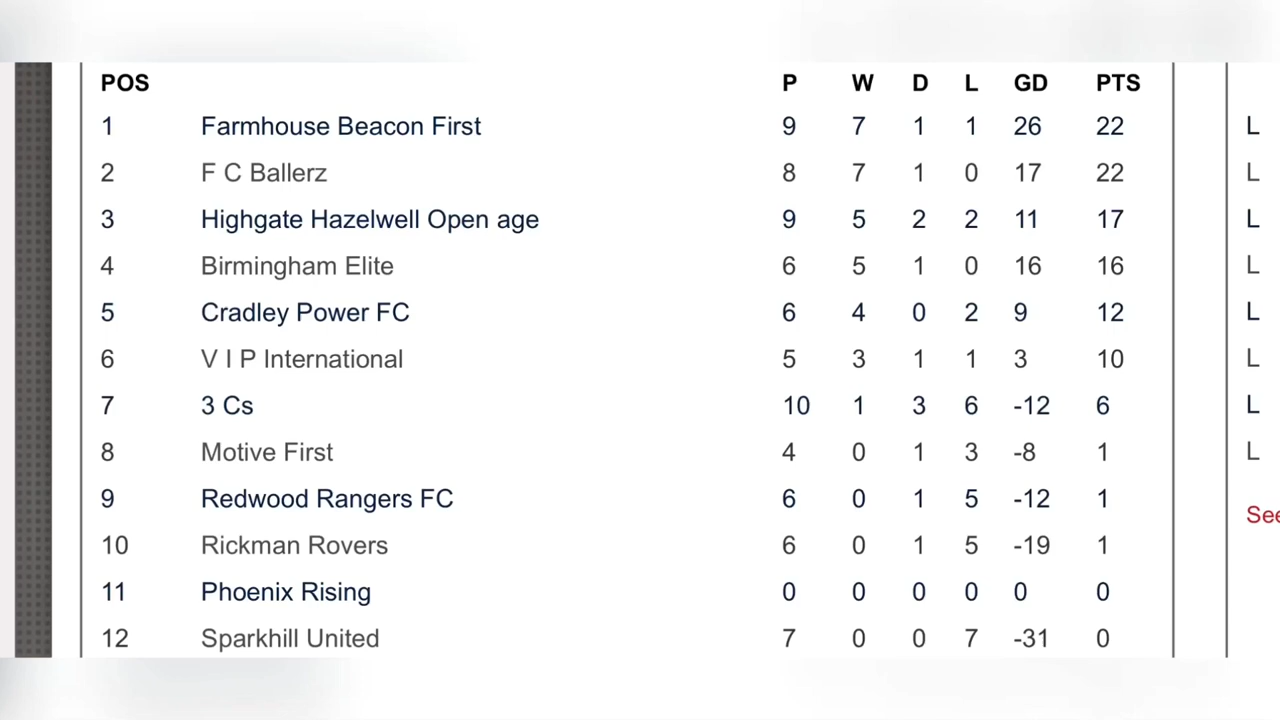 POS P W D L GD PTS
1 Farmhouse Beacon First 9 7 1 1 26 22 L
2 F C Ballerz 8 7 1 0 17 22 L
3 Highgate Hazelwell Open age 9 5 2 2 11 17 L
4 Birmingham Elite 6 5 1 0 16 16 L
5 Cradley Power FC 6 4 0 2 9 12 L
6 V I P International 5 3 1 1 3 10 L
7 3 Cs 10 1 3 6 -12 6 L
8 Motive First 4 0 1 3 -8 1 L
9 Redwood Rangers FC 6 0 1 5 -12 1
See
10 Rickman Rovers 6 0 1 5 -19 1
11 Phoenix Rising 0 0 0 0 0 0
12 Sparkhill United 7 0 0 7 -31 0